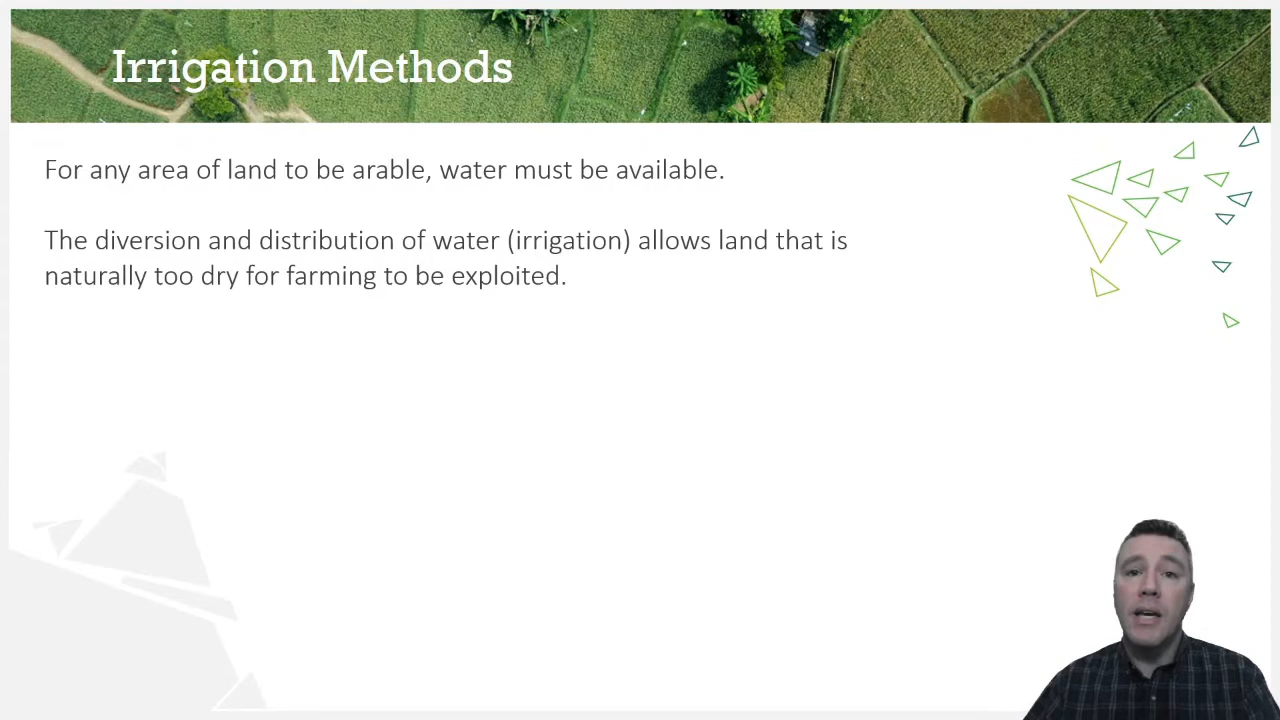 Irrigation Methods
For any area of land to be arable, water must be available.
The diversion and distribution of water (irrigation) allows land that is
naturally too dry for farming to be exploited.